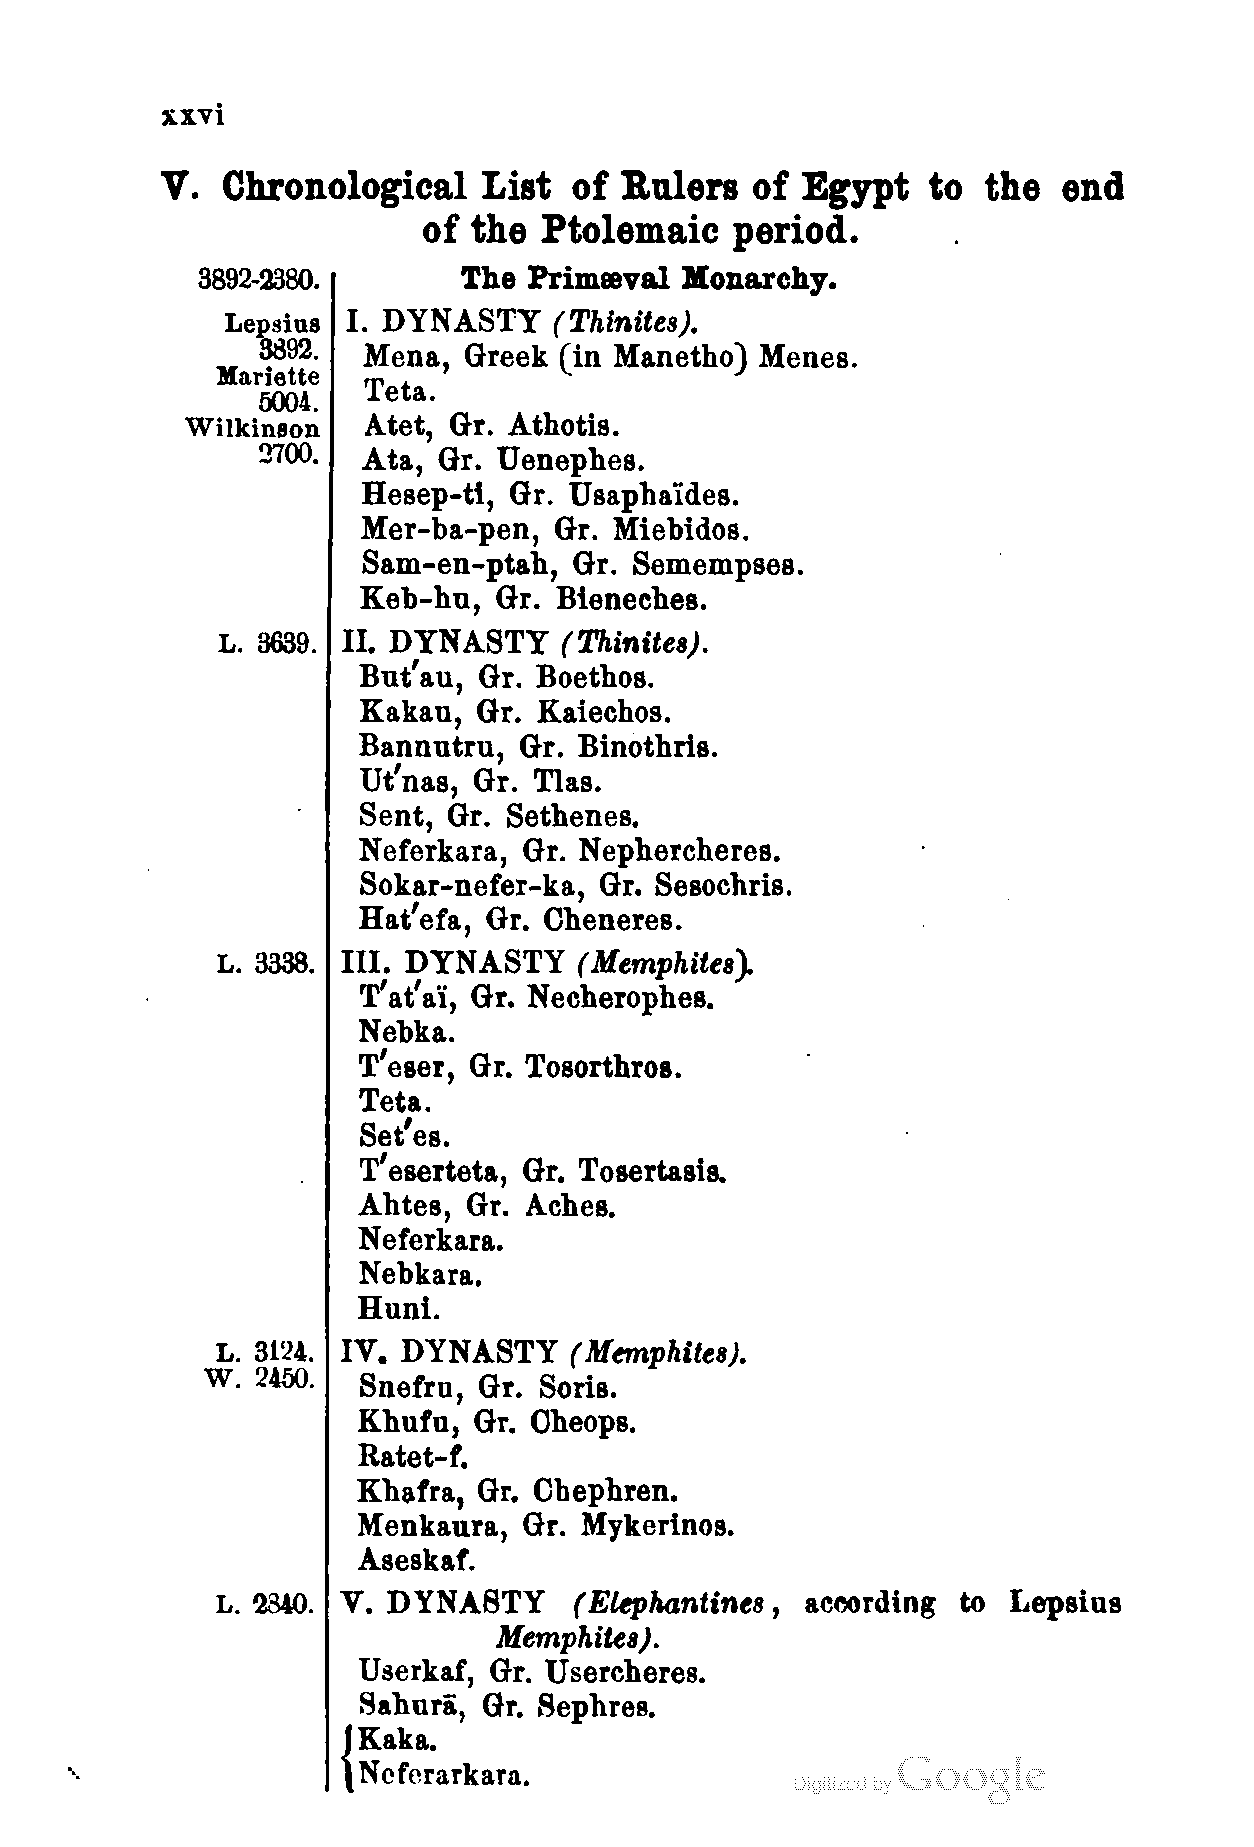 xxvi
V. Chronological List of Rulers of Egypt to the end
of the Ptolemaic period.
3892-2380. The Primæval Monarchy.
Lepsius I. DYNASTY (Thinites).
3892. Mena, Greek (in Manetho) Menes.
Mariette
5004. Teta.
Wilkinson Atet, Gr. Athotis.
2700. Ata, Gr. Uenephes.
Hesep-ti, Gr. Usaphaïdes.
Mer-ba-pen, Gr. Miebidos.
Sam-en-ptah, Gr. Semempses.
Keb-hu, Gr. Bieneches.
L. 3639. II. DYNASTY (Thinites).
But'au, Gr. Boethos.
Kakau, Gr. Kaiechos.
Bannutru, Gr. Binothris.
Ut'nas, Gr. Tlas.
Sent, Gr. Sethenes.
Neferkara, Gr. Nephercheres.
Sokar-nefer-ka, Gr. Sesochris.
Hat'efa, Gr. Cheneres.
L. 3338. III. DYNASTY (Memphites).
T'at'aï, Gr. Necherophes.
Nebka.
T'eser, Gr. Tosorthros.
Teta.
Set'es.
T'eserteta, Gr. Tosertasis.
Ahtes, Gr. Aches.
Neferkara.
Nebkara.
Huni.
L. 3124. IV. DYNASTY (Memphites).
W. 2450. Snefru, Gr. Soris.
Khufu, Gr. Cheops.
Ratet-f.
Khafra, Gr. Chephren.
Menkaura, Gr. Mykerinos.
Aseskaf.
L. 2840. V. DYNASTY (Elephantines, according to Lepsius
Memphites).
Userkaf, Gr. Usercheres.
Sahurā, Gr. Sephres.
Kaka.
Neferarkara.
Digitized by Google